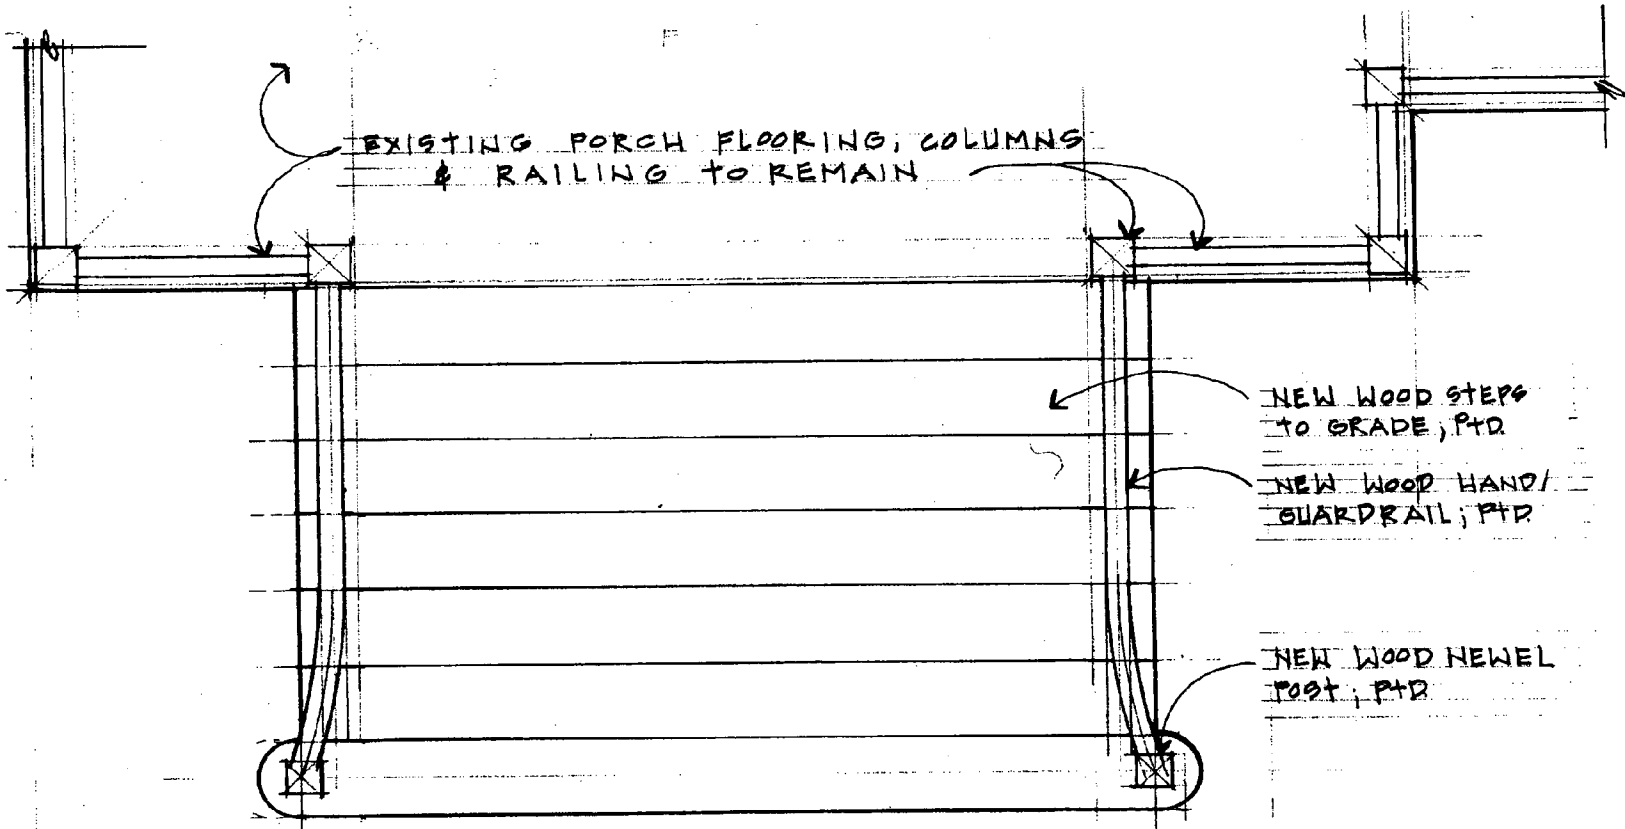 EXISTING PORCH FLOORING, COLUMNS
& RAILING TO REMAIN
NEW WOOD STEPS
TO GRADE; PTD.
NEW WOOD HAND/
GUARDRAIL; PTD.
NEW WOOD NEWEL
POST; PTD